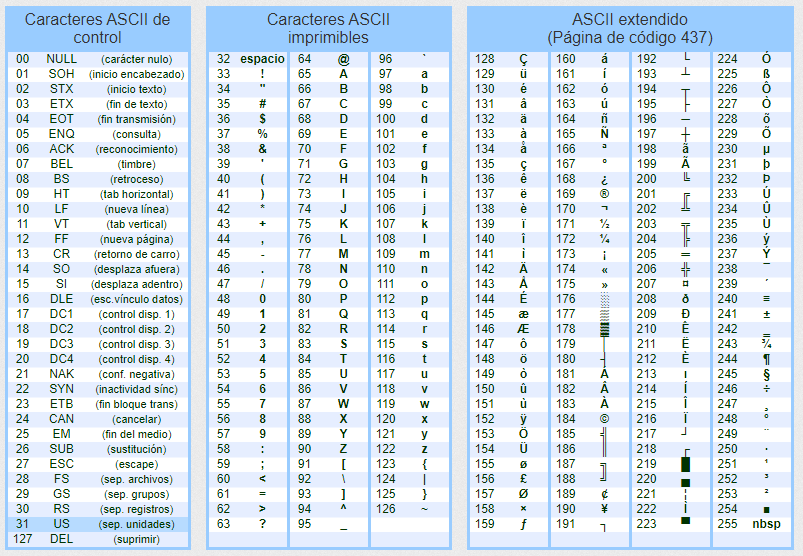 Caracteres ASCII de
control
00 NULL (carácter nulo)
01 SOH (inicio encabezado)
02 STX (inicio texto)
03 ETX (fin de texto)
04 EOT (fin transmisión)
05 ENQ (consulta)
06 ACK (reconocimiento)
07 BEL (timbre)
08 BS (retroceso)
09 HT (tab horizontal)
10 LF (nueva línea)
11 VT (tab vertical)
12 FF (nueva página)
13 CR (retorno de carro)
14 SO (desplaza afuera)
15 SI (desplaza adentro)
16 DLE (esc.vínculo datos)
17 DC1 (control disp. 1)
18 DC2 (control disp. 2)
19 DC3 (control disp. 3)
20 DC4 (control disp. 4)
21 NAK (conf. negativa)
22 SYN (inactividad sínc)
23 ETB (fin bloque trans)
24 CAN (cancelar)
25 EM (fin del medio)
26 SUB (sustitución)
27 ESC (escape)
28 FS (sep. archivos)
29 GS (sep. grupos)
30 RS (sep. registros)
31 US (sep. unidades)
127 DEL (suprimir)
Caracteres ASCII
imprimibles
32 espacio 64 @ 96 `
33 ! 65 A 97 a
34 " 66 B 98 b
35 # 67 C 99 c
36 $ 68 D 100 d
37 % 69 E 101 e
38 & 70 F 102 f
39 ' 71 G 103 g
40 ( 72 H 104 h
41 ) 73 I 105 i
42 * 74 J 106 j
43 + 75 K 107 k
44 , 76 L 108 l
45 - 77 M 109 m
46 . 78 N 110 n
47 / 79 O 111 o
48 0 80 P 112 p
49 1 81 Q 113 q
50 2 82 R 114 r
51 3 83 S 115 s
52 4 84 T 116 t
53 5 85 U 117 u
54 6 86 V 118 v
55 7 87 W 119 w
56 8 88 X 120 x
57 9 89 Y 121 y
58 : 90 Z 122 z
59 ; 91 [ 123 {
60 < 92 \ 124 |
61 = 93 ] 125 }
62 > 94 ^ 126 ~
63 ? 95 _
ASCII extendido
(Página de código 437)
128 Ç 160 á 192 └ 224 Ó
129 ü 161 í 193 ┴ 225 ß
130 é 162 ó 194 ┬ 226 Ô
131 â 163 ú 195 ├ 227 Ò
132 ä 164 ñ 196 ─ 228 õ
133 à 165 Ñ 197 ┼ 229 Õ
134 å 166 ª 198 ã 230 µ
135 ç 167 º 199 Ã 231 þ
136 ê 168 ¿ 200 ╚ 232 Þ
137 ë 169 ® 201 ╔ 233 Ú
138 è 170 ¬ 202 ╩ 234 Û
139 ï 171 ½ 203 ╦ 235 Ù
140 î 172 ¼ 204 ╠ 236 ý
141 ì 173 ¡ 205 ═ 237 Ý
142 Ä 174 « 206 ╬ 238 ¯
143 Å 175 » 207 ¤ 239 ´
144 É 176 ░ 208 ð 240 ≡
145 æ 177 ▒ 209 Ð 241 ±
146 Æ 178 ▓ 210 Ê 242 ‗
147 ô 179 │ 211 Ë 243 ¾
148 ö 180 ┤ 212 È 244 ¶
149 ò 181 Á 213 ı 245 §
150 û 182 Â 214 Í 246 ÷
151 ù 183 À 215 Î 247 ¸
152 ÿ 184 © 216 Ï 248 °
153 Ö 185 ╣ 217 ┘ 249 ¨
154 Ü 186 ║ 218 ┌ 250 ·
155 ø 187 ╗ 219 █ 251 ¹
156 £ 188 ╝ 220 ▄ 252 ³
157 Ø 189 ¢ 221 ¦ 253 ²
158 × 190 ¥ 222 Ì 254 ■
159 ƒ 191 ┐ 223 ▀ 255 nbsp